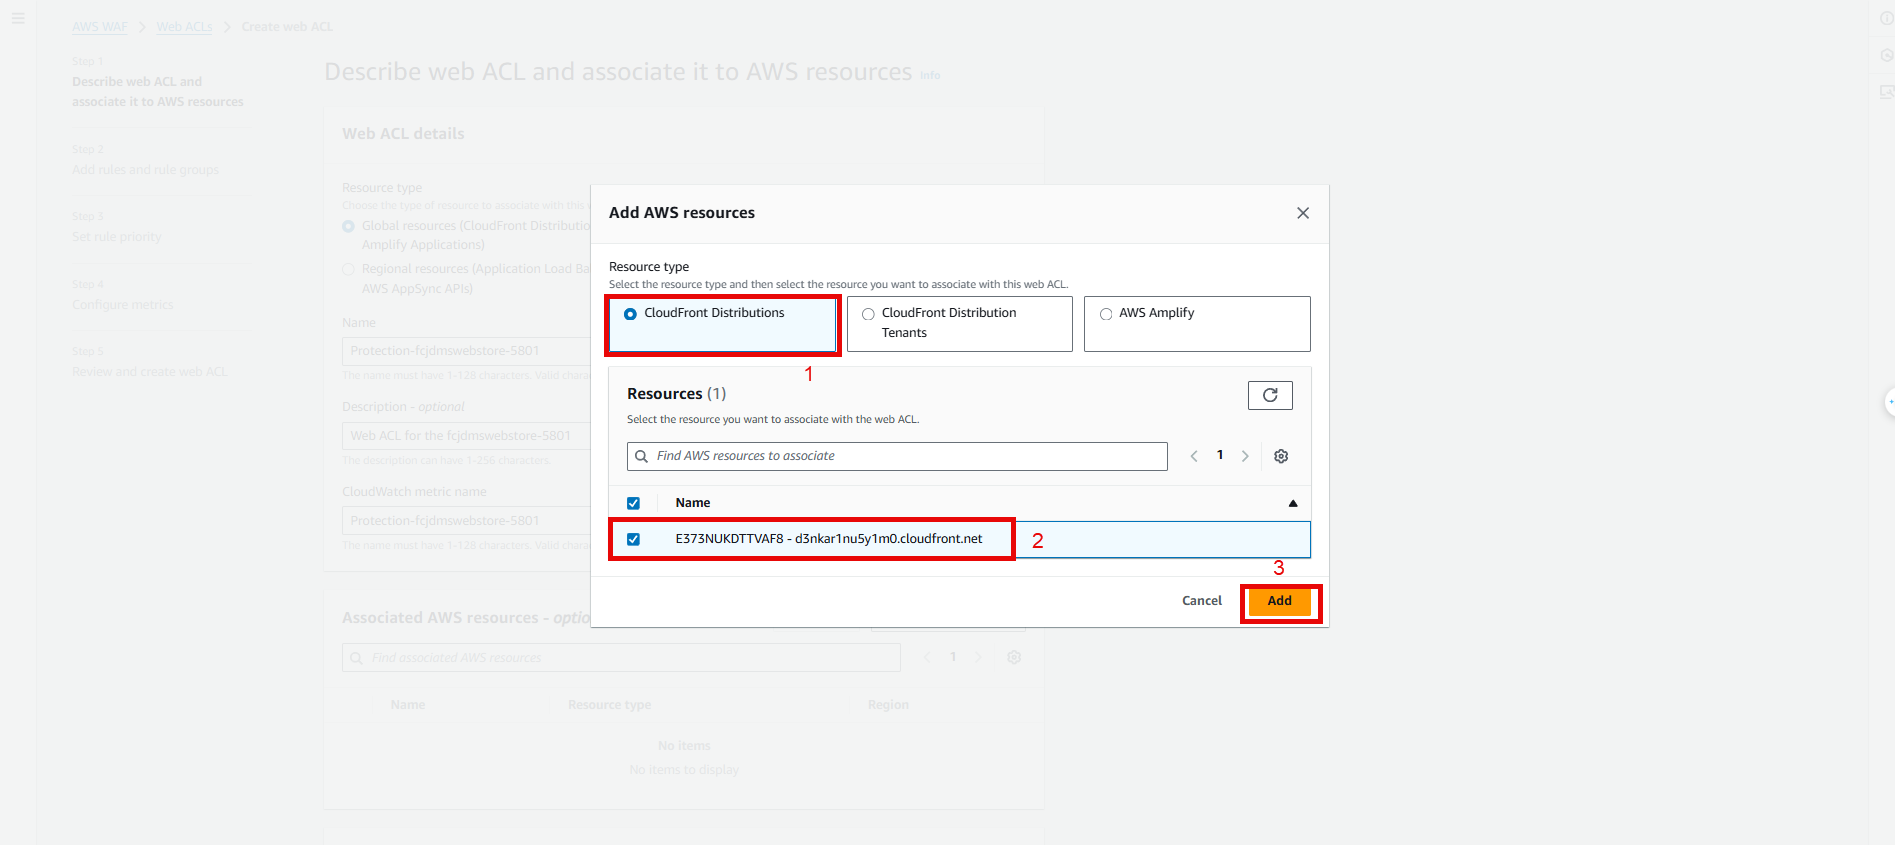 AWS WAF > Web ACLs > Create web ACL
Step 1
Describe web ACL and
associate it to AWS resources
Step 2
Add rules and rule groups
Step 3
Set rule priority
Step 4
Configure metrics
Step 5
Review and create web ACL
Describe web ACL and associate it to AWS resources Info
Web ACL details
Resource type
Choose the type of resource to associate with this
Global resources (CloudFront Distributio
Amplify Applications)
Regional resources (Application Load Ba
AWS AppSync APIs)
Name
Protection-fcjdmswebstore-5801
The name must have 1-128 characters. Valid chara
Description - optional
Web ACL for the fcjdmswebstore-5801
The description can have 1-256 characters.
CloudWatch metric name
Protection-fcjdmswebstore-5801
The name must have 1-128 characters. Valid chara
Associated AWS resources - optio
Find associated AWS resources
1
Name Resource type Region
No items
No items to display
Add AWS resources
Resource type
Select the resource type and then select the resource you want to associate with this web ACL.
CloudFront Distributions
CloudFront Distribution
Tenants
AWS Amplify
1
Resources (1)
Select the resource you want to associate with the web ACL.
Find AWS resources to associate
1
Name
E373NUKDTTVAF8 - d3nkar1nu5y1m0.cloudfront.net
2
3
Cancel
Add